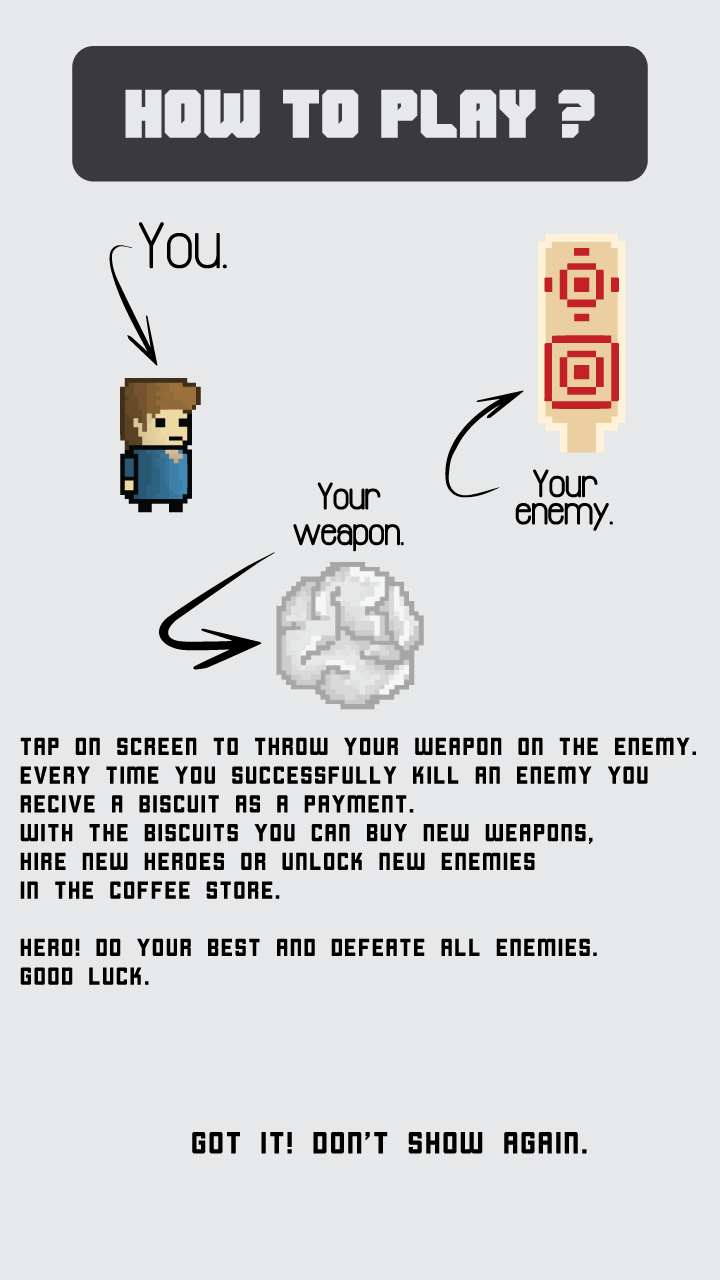 HOW TO PLAY ?
You.
Your
enemy.
Your
weapon.
TAP ON SCREEN TO THROW YOUR WEAPON ON THE ENEMY.
EVERY TIME YOU SUCCESSFULLY KILL AN ENEMY YOU
RECIVE A BISCUIT AS A PAYMENT.
WITH THE BISCUITS YOU CAN BUY NEW WEAPONS,
HIRE NEW HEROES OR UNLOCK NEW ENEMIES
IN THE COFFEE STORE.
HERO! DO YOUR BEST AND DEFEATE ALL ENEMIES.
GOOD LUCK.
GOT IT! DON'T SHOW AGAIN.